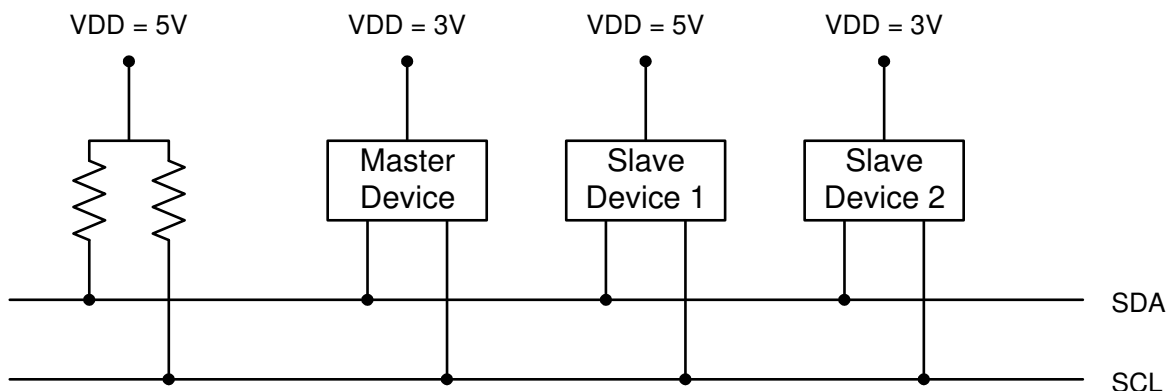 VDD = 5V
VDD = 3V
VDD = 5V
VDD = 3V
Master
Device
Slave
Device 1
Slave
Device 2
SDA
SCL